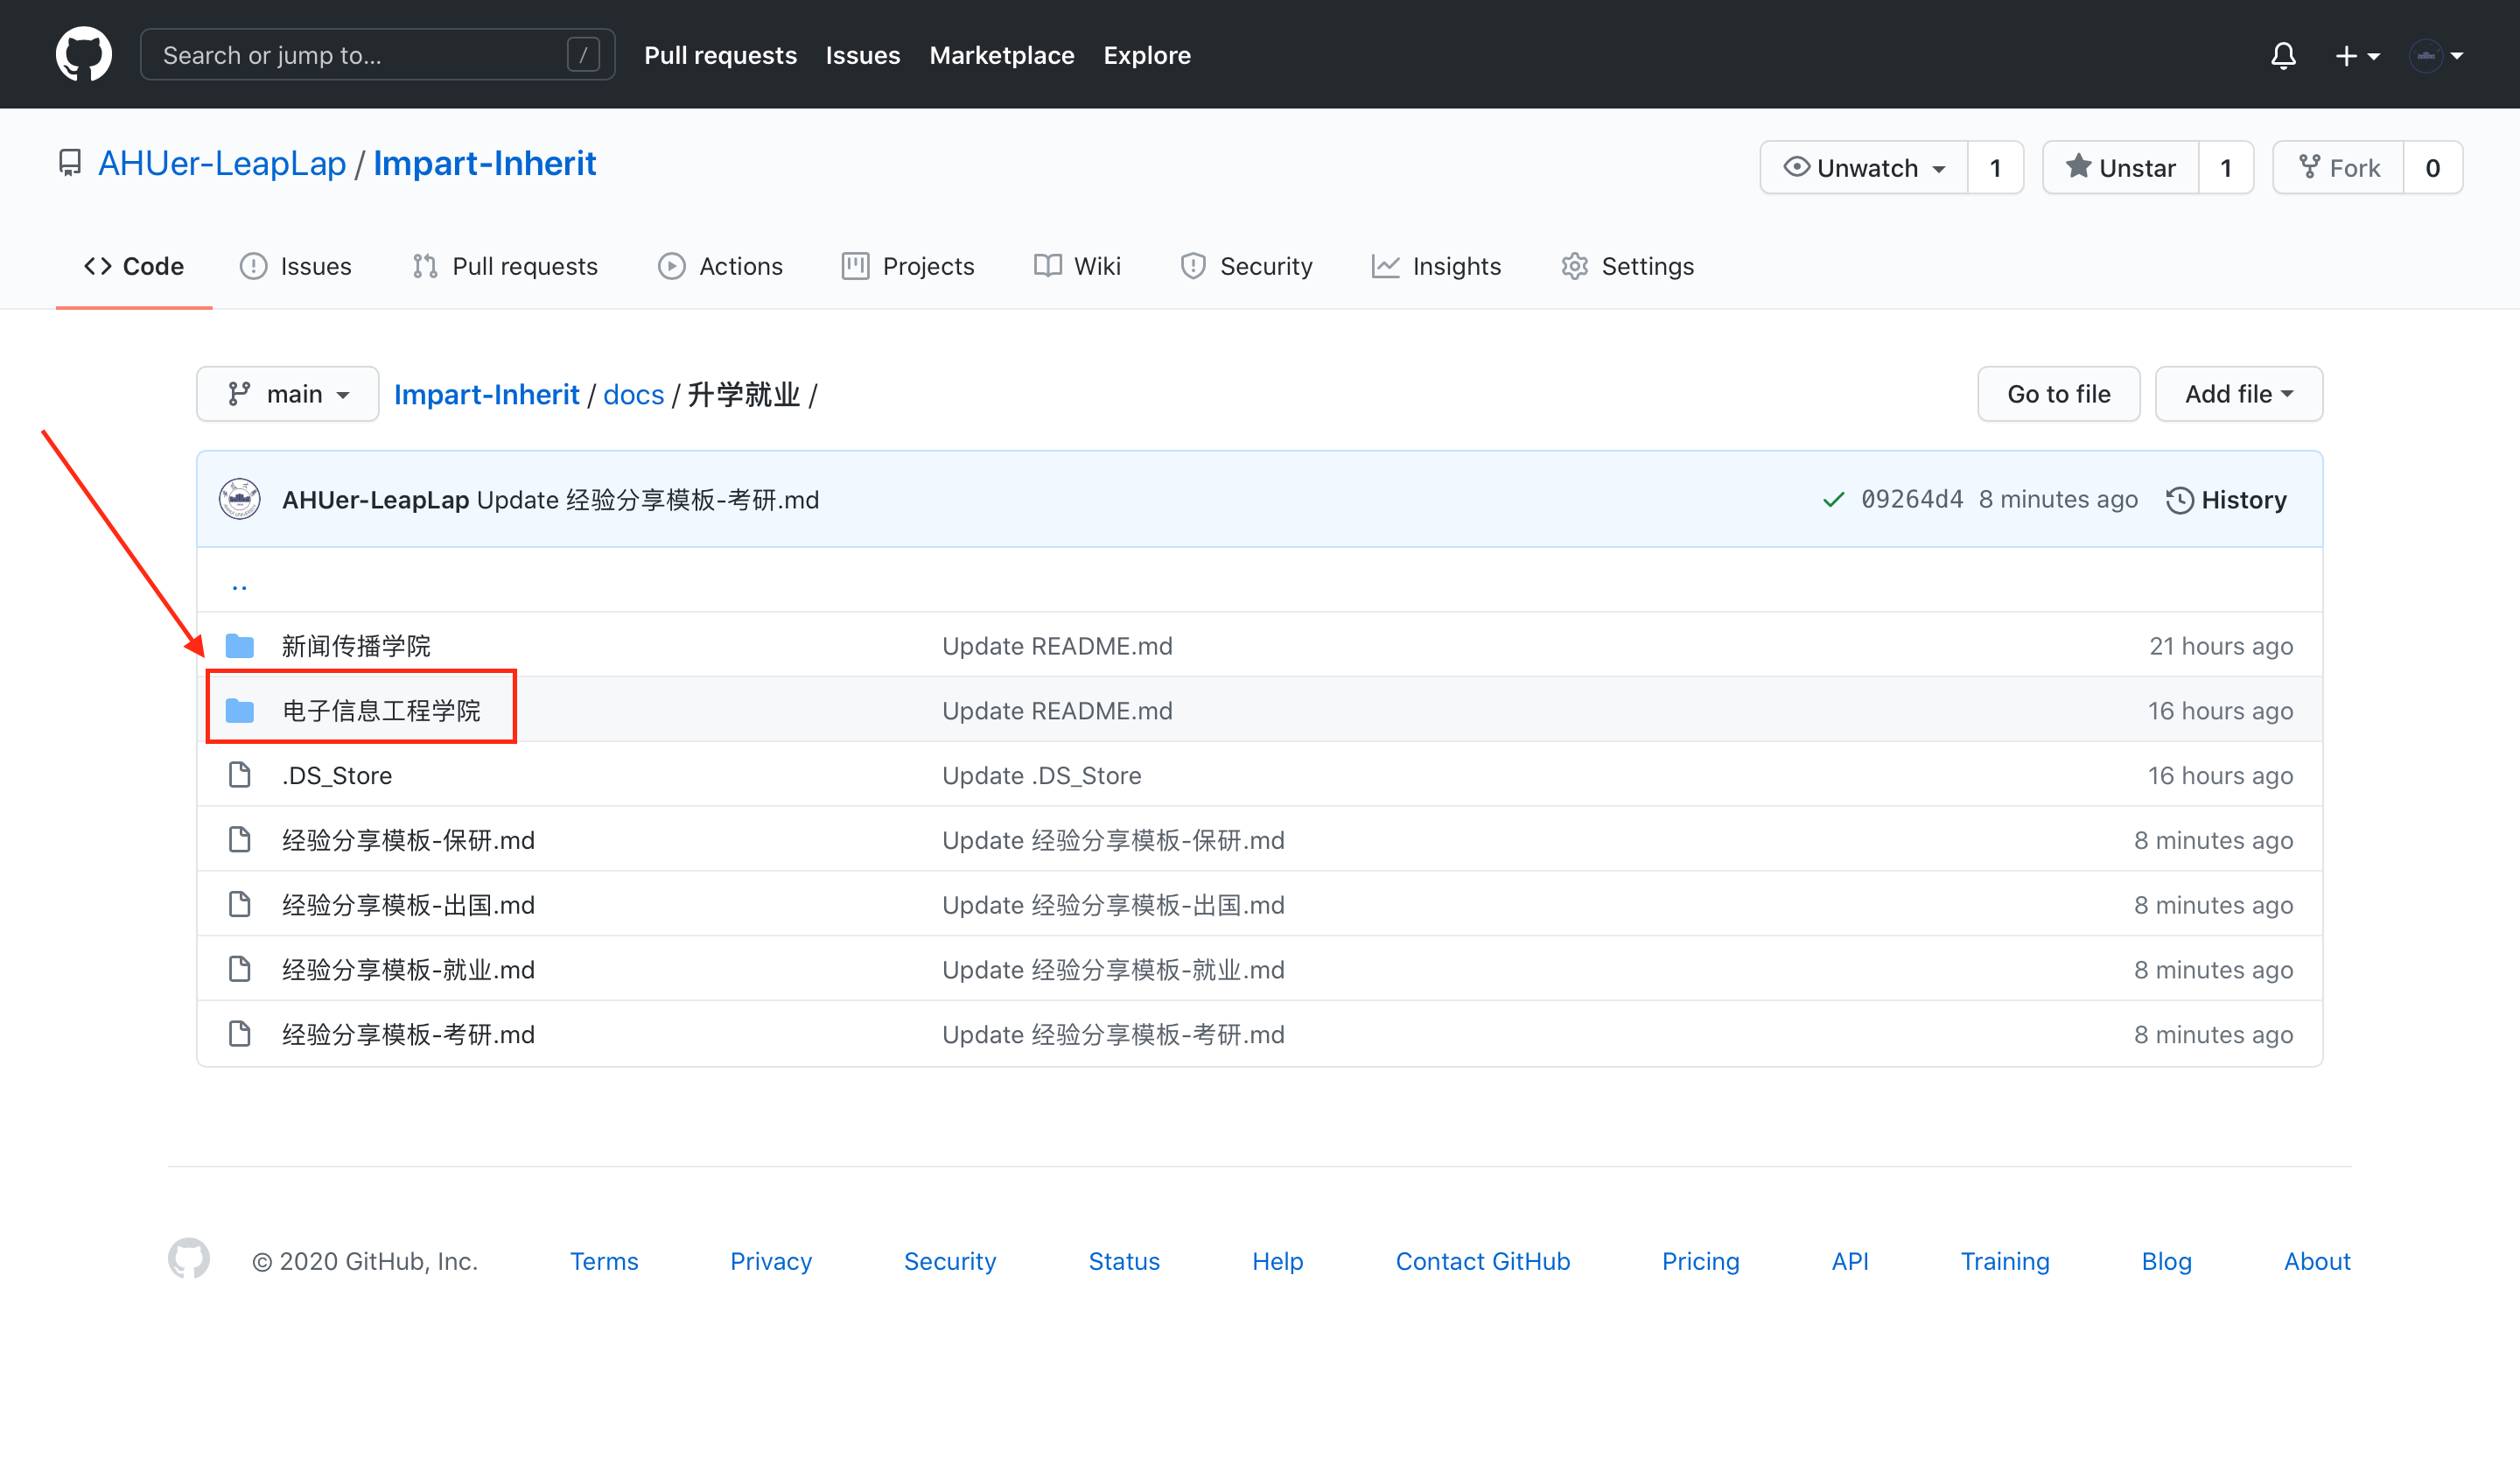 Search or jump to... /
Pull requests Issues Marketplace Explore
AHUer-LeapLap / Impart-Inherit
Unwatch 1 Unstar 1 Fork 0
Code Issues Pull requests Actions Projects Wiki Security Insights Settings
main Impart-Inherit / docs / 升学就业 /
Go to file Add file
AHUer-LeapLap Update 经验分享模板-考研.md 09264d4 8 minutes ago History
..
新闻传播学院 Update README.md 21 hours ago
电子信息工程学院 Update README.md 16 hours ago
.DS_Store Update .DS_Store 16 hours ago
经验分享模板-保研.md Update 经验分享模板-保研.md 8 minutes ago
经验分享模板-出国.md Update 经验分享模板-出国.md 8 minutes ago
经验分享模板-就业.md Update 经验分享模板-就业.md 8 minutes ago
经验分享模板-考研.md Update 经验分享模板-考研.md 8 minutes ago
© 2020 GitHub, Inc. Terms Privacy Security Status Help Contact GitHub Pricing API Training Blog About